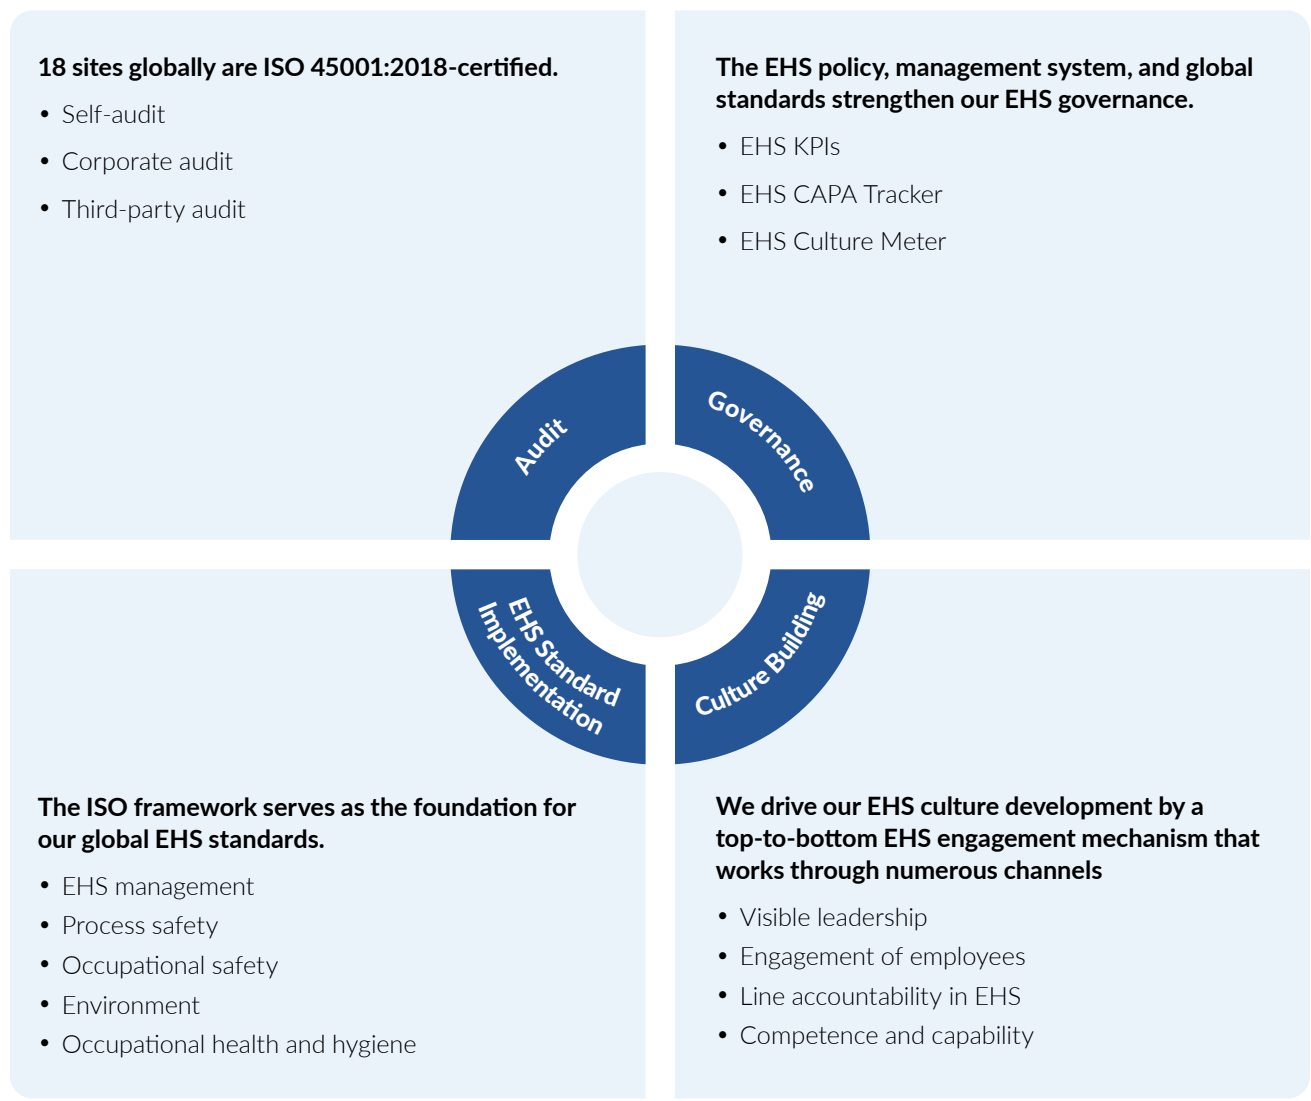 18 sites globally are ISO 45001:2018-certified.
• Self-audit
• Corporate audit
• Third-party audit
The EHS policy, management system, and global
standards strengthen our EHS governance.
• EHS KPIs
• EHS CAPA Tracker
• EHS Culture Meter
Audit
Governance
EHS Standard
Implementation
Culture Building
The ISO framework serves as the foundation for
our global EHS standards.
• EHS management
• Process safety
• Occupational safety
• Environment
• Occupational health and hygiene
We drive our EHS culture development by a
top-to-bottom EHS engagement mechanism that
works through numerous channels
• Visible leadership
• Engagement of employees
• Line accountability in EHS
• Competence and capability